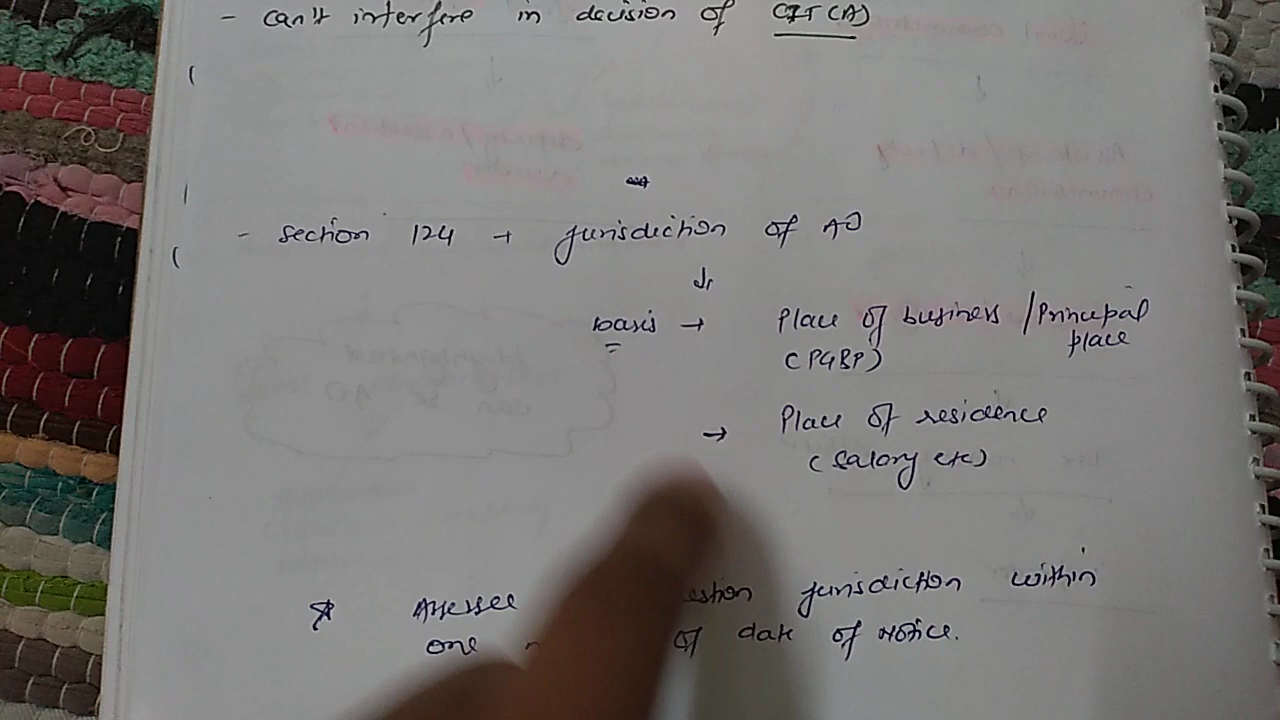 - can't interfere in decision of CIT(A)
- section 124 → jurisdiction of AO
basis → Place of business / Principal place
(PGBP)
→ Place of residence
(salary etc)
* Assessee jurisdiction within
one of date of notice.